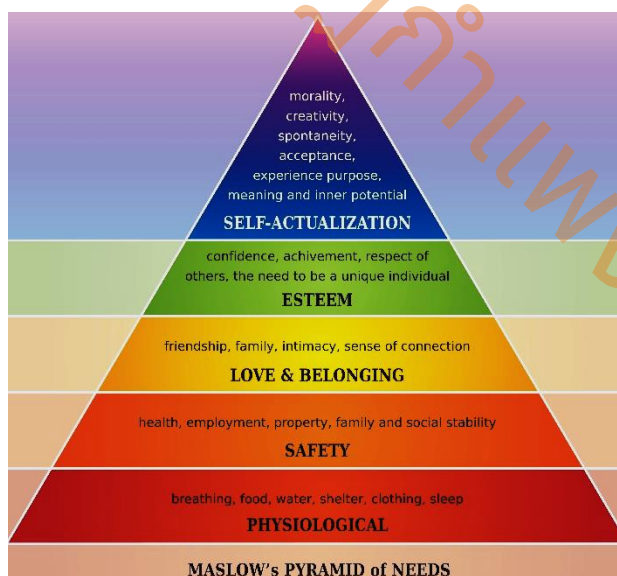 morality,
creativity,
spontaneity,
acceptance,
experience purpose,
meaning and inner potential
SELF-ACTUALIZATION
confidence, achivement, respect of
others, the need to be a unique individual
ESTEEM
friendship, family, intimacy, sense of connection
LOVE & BELONGING
health, employment, property, family and social stability
SAFETY
breathing, food, water, shelter, clothing, sleep
PHYSIOLOGICAL
MASLOW's PYRAMID of NEEDS